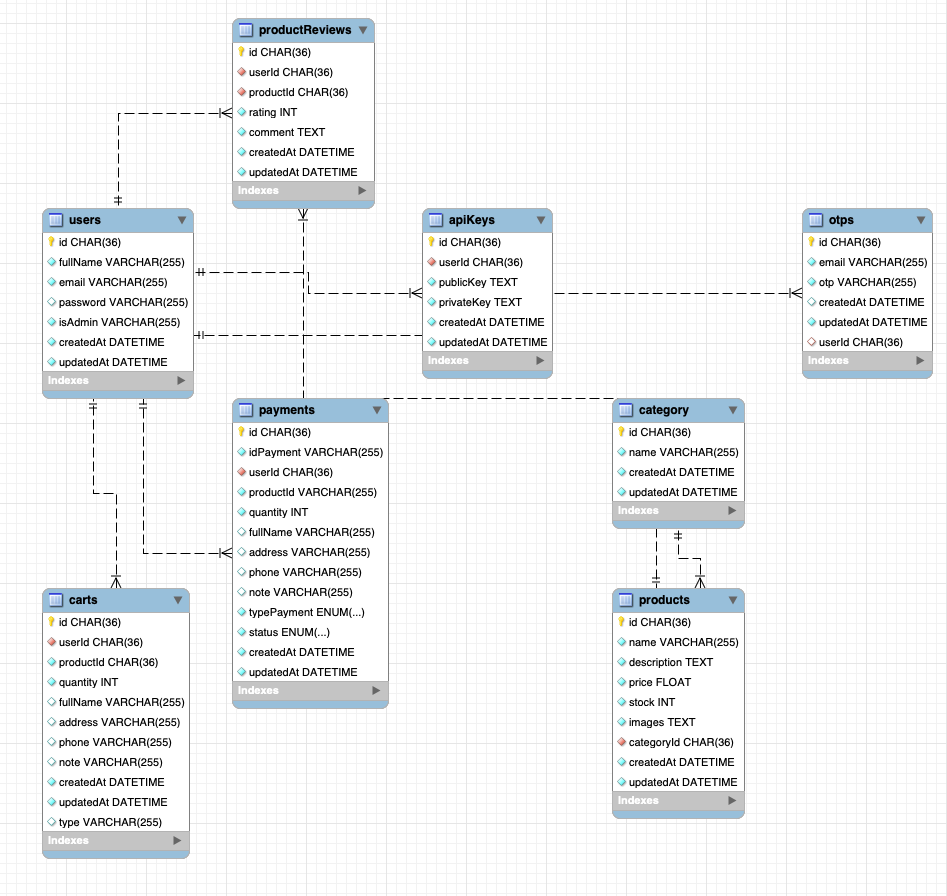 productReviews
id CHAR(36)
userId CHAR(36)
productId CHAR(36)
rating INT
comment TEXT
createdAt DATETIME
updatedAt DATETIME
Indexes
users
id CHAR(36)
fullName VARCHAR(255)
email VARCHAR(255)
password VARCHAR(255)
isAdmin VARCHAR(255)
createdAt DATETIME
updatedAt DATETIME
Indexes
apiKeys
id CHAR(36)
userId CHAR(36)
publicKey TEXT
privateKey TEXT
createdAt DATETIME
updatedAt DATETIME
Indexes
otps
id CHAR(36)
email VARCHAR(255)
otp VARCHAR(255)
createdAt DATETIME
updatedAt DATETIME
userId CHAR(36)
Indexes
payments
id CHAR(36)
idPayment VARCHAR(255)
userId CHAR(36)
productId VARCHAR(255)
quantity INT
fullName VARCHAR(255)
address VARCHAR(255)
phone VARCHAR(255)
note VARCHAR(255)
typePayment ENUM(...)
status ENUM(...)
createdAt DATETIME
updatedAt DATETIME
Indexes
category
id CHAR(36)
name VARCHAR(255)
createdAt DATETIME
updatedAt DATETIME
Indexes
carts
id CHAR(36)
userId CHAR(36)
productId CHAR(36)
quantity INT
fullName VARCHAR(255)
address VARCHAR(255)
phone VARCHAR(255)
note VARCHAR(255)
createdAt DATETIME
updatedAt DATETIME
type VARCHAR(255)
Indexes
products
id CHAR(36)
name VARCHAR(255)
description TEXT
price FLOAT
stock INT
images TEXT
categoryId CHAR(36)
createdAt DATETIME
updatedAt DATETIME
Indexes